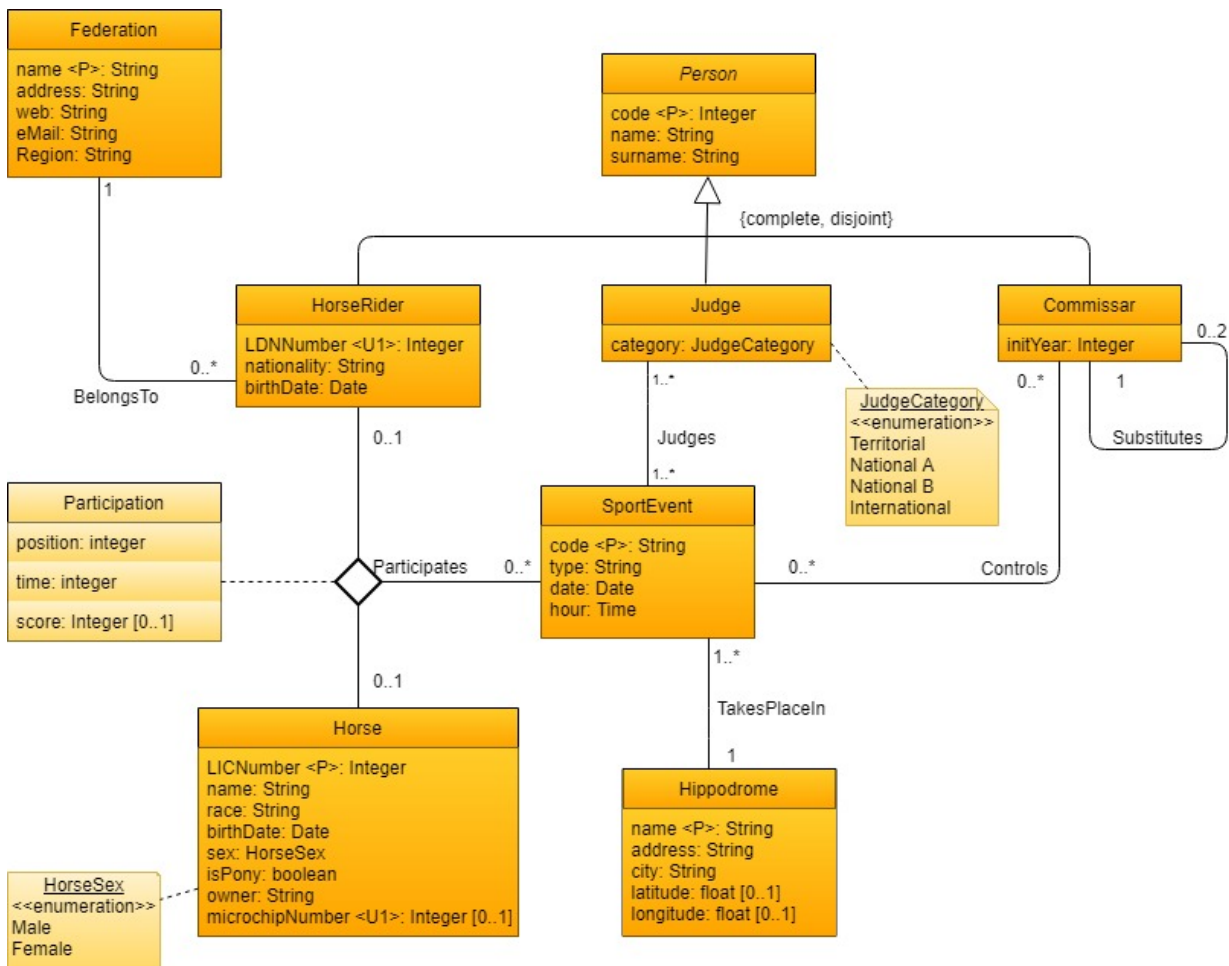 Federation
name <P>: String
address: String
web: String
eMail: String
Region: String
Person
code <P>: Integer
name: String
surname: String
1
{complete, disjoint}
HorseRider
LDNNumber <U1>: Integer
nationality: String
birthDate: Date
Judge
category: JudgeCategory
Commissar
initYear: Integer
0..2
0..*
BelongsTo
1..*
0..*
1
JudgeCategory
<<enumeration>>
Territorial
National A
National B
International
0..1
Judges
Substitutes
1..*
Participation
position: integer
time: integer
score: Integer [0..1]
SportEvent
code <P>: String
type: String
date: Date
hour: Time
Participates
0..*
0..*
Controls
1..*
0..1
TakesPlaceIn
1
Horse
LICNumber <P>: Integer
name: String
race: String
birthDate: Date
sex: HorseSex
isPony: boolean
owner: String
microchipNumber <U1>: Integer [0..1]
Hippodrome
name <P>: String
address: String
city: String
latitude: float [0..1]
longitude: float [0..1]
HorseSex
<<enumeration>>
Male
Female